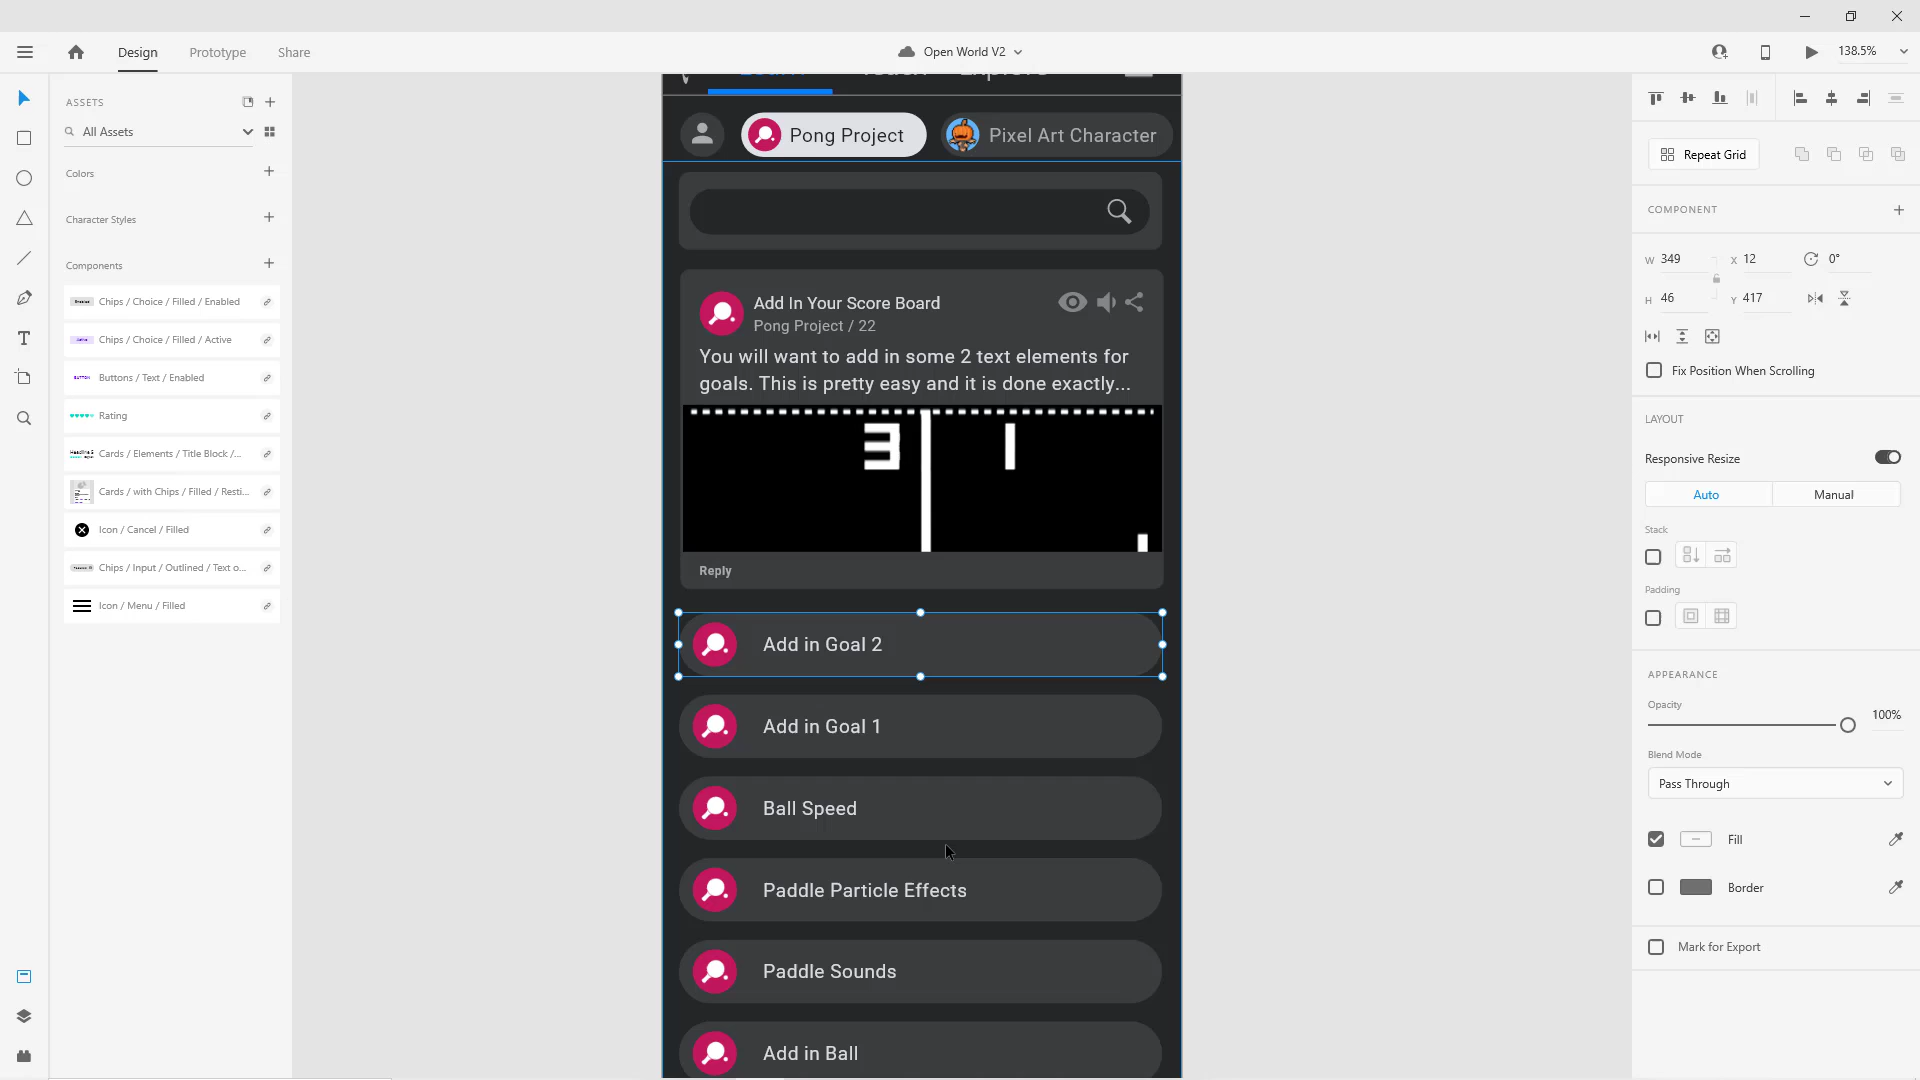 Design
Prototype
Share
Open World V2
138.5%
ASSETS
All Assets
Colors
Character Styles
Components
Chips / Choice / Filled / Enabled
Chips / Choice / Filled / Active
BUTTON
Buttons / Text / Enabled
Rating
Cards / Elements / Title Block /...
Cards / with Chips / Filled / Resti...
Icon / Cancel / Filled
Chips / Input / Outlined / Text o...
Icon / Menu / Filled
Pong Project
Pixel Art Character
Add In Your Score Board
Pong Project / 22
You will want to add in some 2 text elements for
goals. This is pretty easy and it is done exactly...
3 1
Reply
Add in Goal 2
Add in Goal 1
Ball Speed
Paddle Particle Effects
Paddle Sounds
Add in Ball
Repeat Grid
COMPONENT
W 349 X 12 0°
H 46 Y 417
Fix Position When Scrolling
LAYOUT
Responsive Resize
Auto
Manual
Stack
Padding
APPEARANCE
Opacity
100%
Blend Mode
Pass Through
Fill
Border
Mark for Export